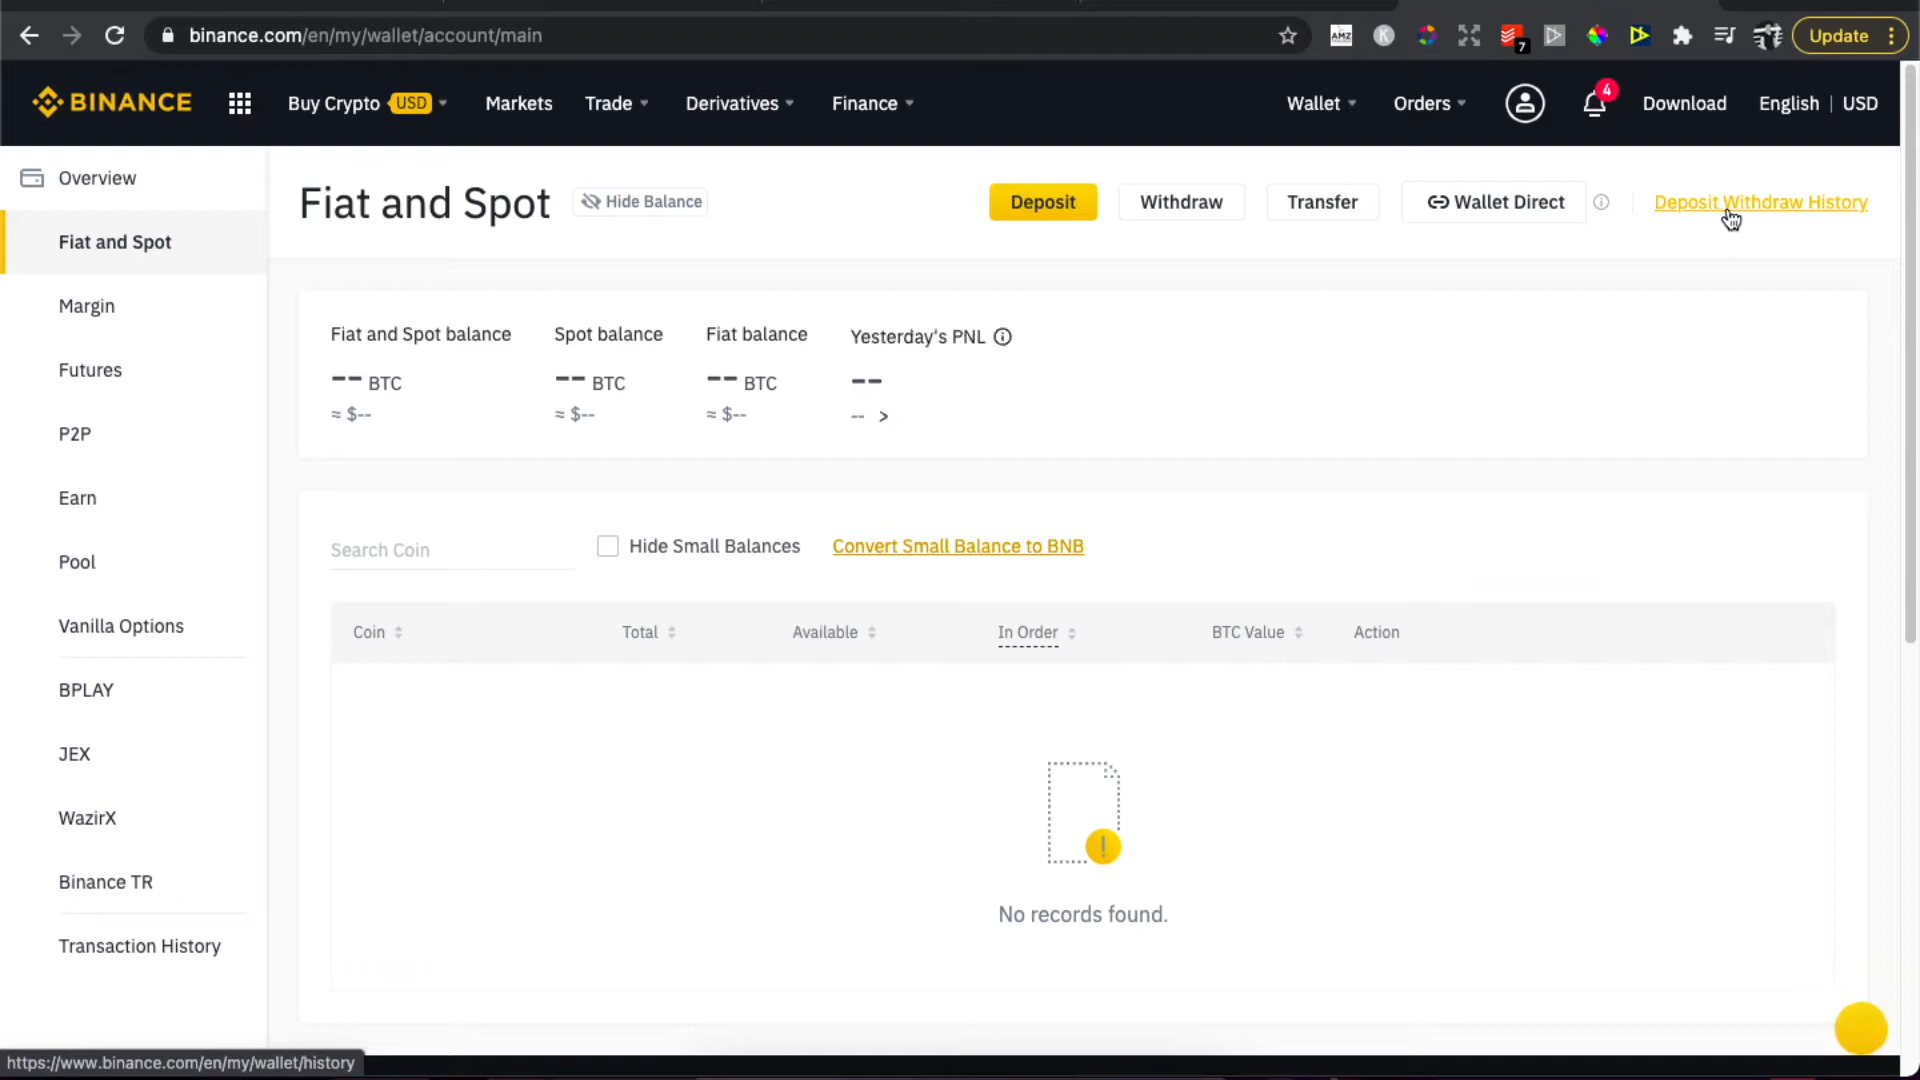 binance.com/en/my/wallet/account/main
AMZ
K
7
Update
BINANCE
Buy Crypto USD
Markets
Trade
Derivatives
Finance
Wallet
Orders
4
Download
English | USD
Overview
Fiat and Spot
Margin
Futures
P2P
Earn
Pool
Vanilla Options
BPLAY
JEX
WazirX
Binance TR
Transaction History
Fiat and Spot
Hide Balance
Deposit
Withdraw
Transfer
Wallet Direct
Deposit Withdraw History
Fiat and Spot balance
-- BTC
≈ $--
Spot balance
-- BTC
≈ $--
Fiat balance
-- BTC
≈ $--
Yesterday's PNL
--
-- >
Search Coin
Hide Small Balances
Convert Small Balance to BNB
Coin
Total
Available
In Order
BTC Value
Action
No records found.
https://www.binance.com/en/my/wallet/history